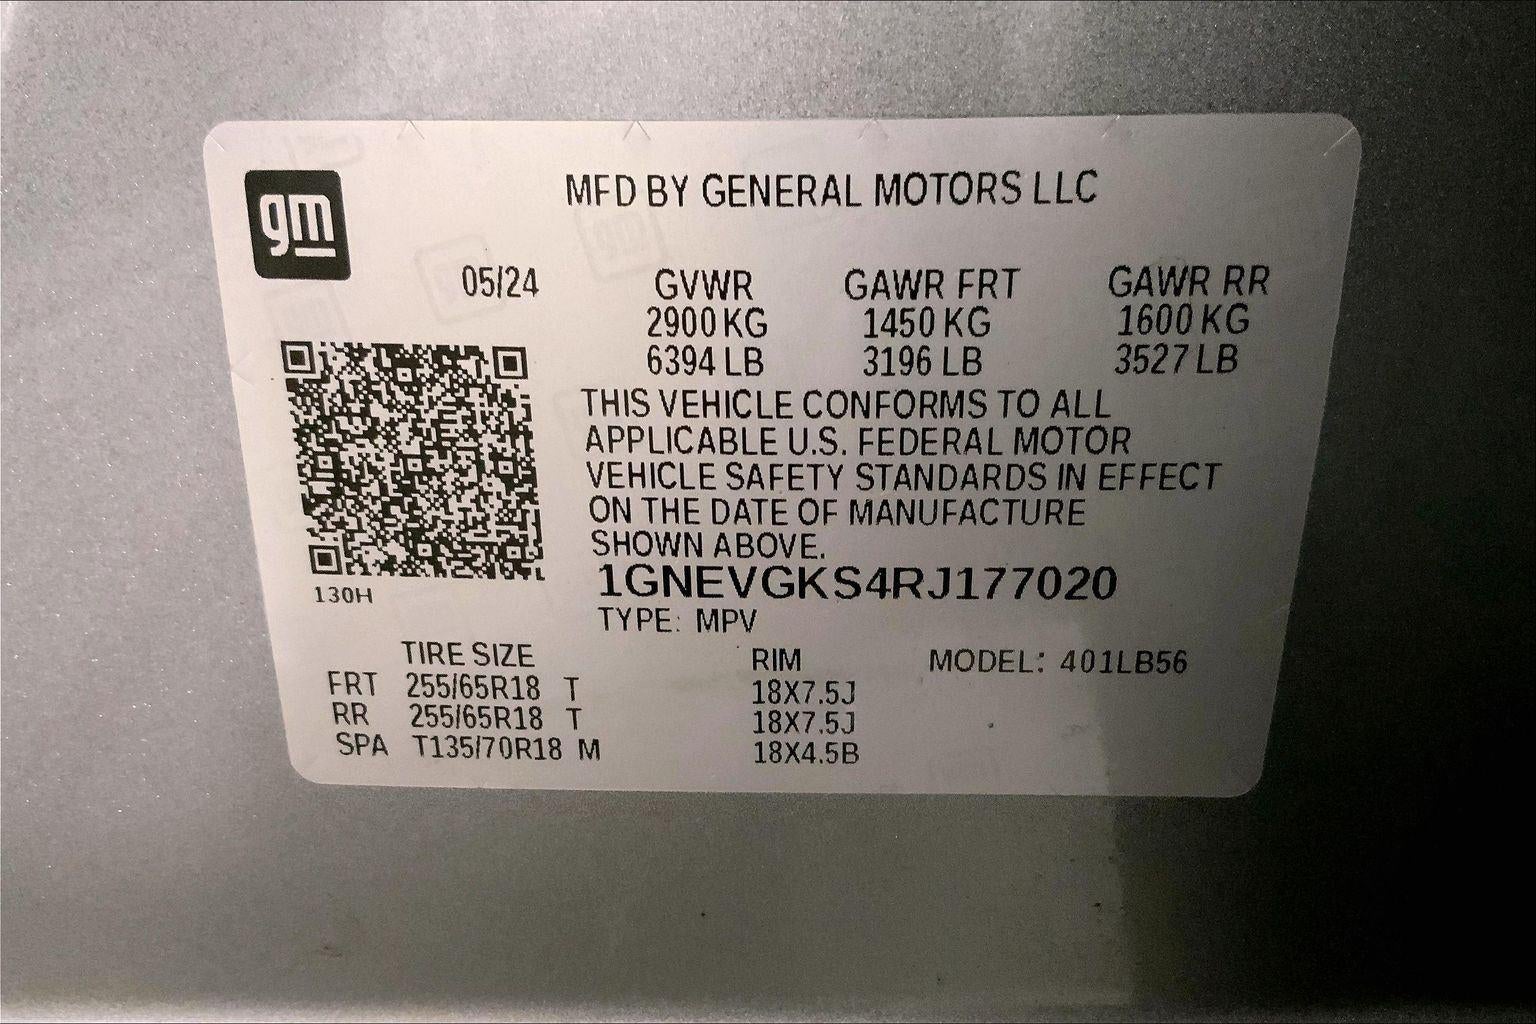 gm
MFD BY GENERAL MOTORS LLC
05/24 GVWR GAWR FRT GAWR RR
2900 KG 1450 KG 1600 KG
6394 LB 3196 LB 3527 LB
THIS VEHICLE CONFORMS TO ALL
APPLICABLE U.S. FEDERAL MOTOR
VEHICLE SAFETY STANDARDS IN EFFECT
ON THE DATE OF MANUFACTURE
SHOWN ABOVE.
1GNEVGKS4RJ177020
130H
TYPE: MPV
TIRE SIZE RIM MODEL: 401LB56
FRT 255/65R18 T 18X7.5J
RR 255/65R18 T 18X7.5J
SPA T135/70R18 M 18X4.5B